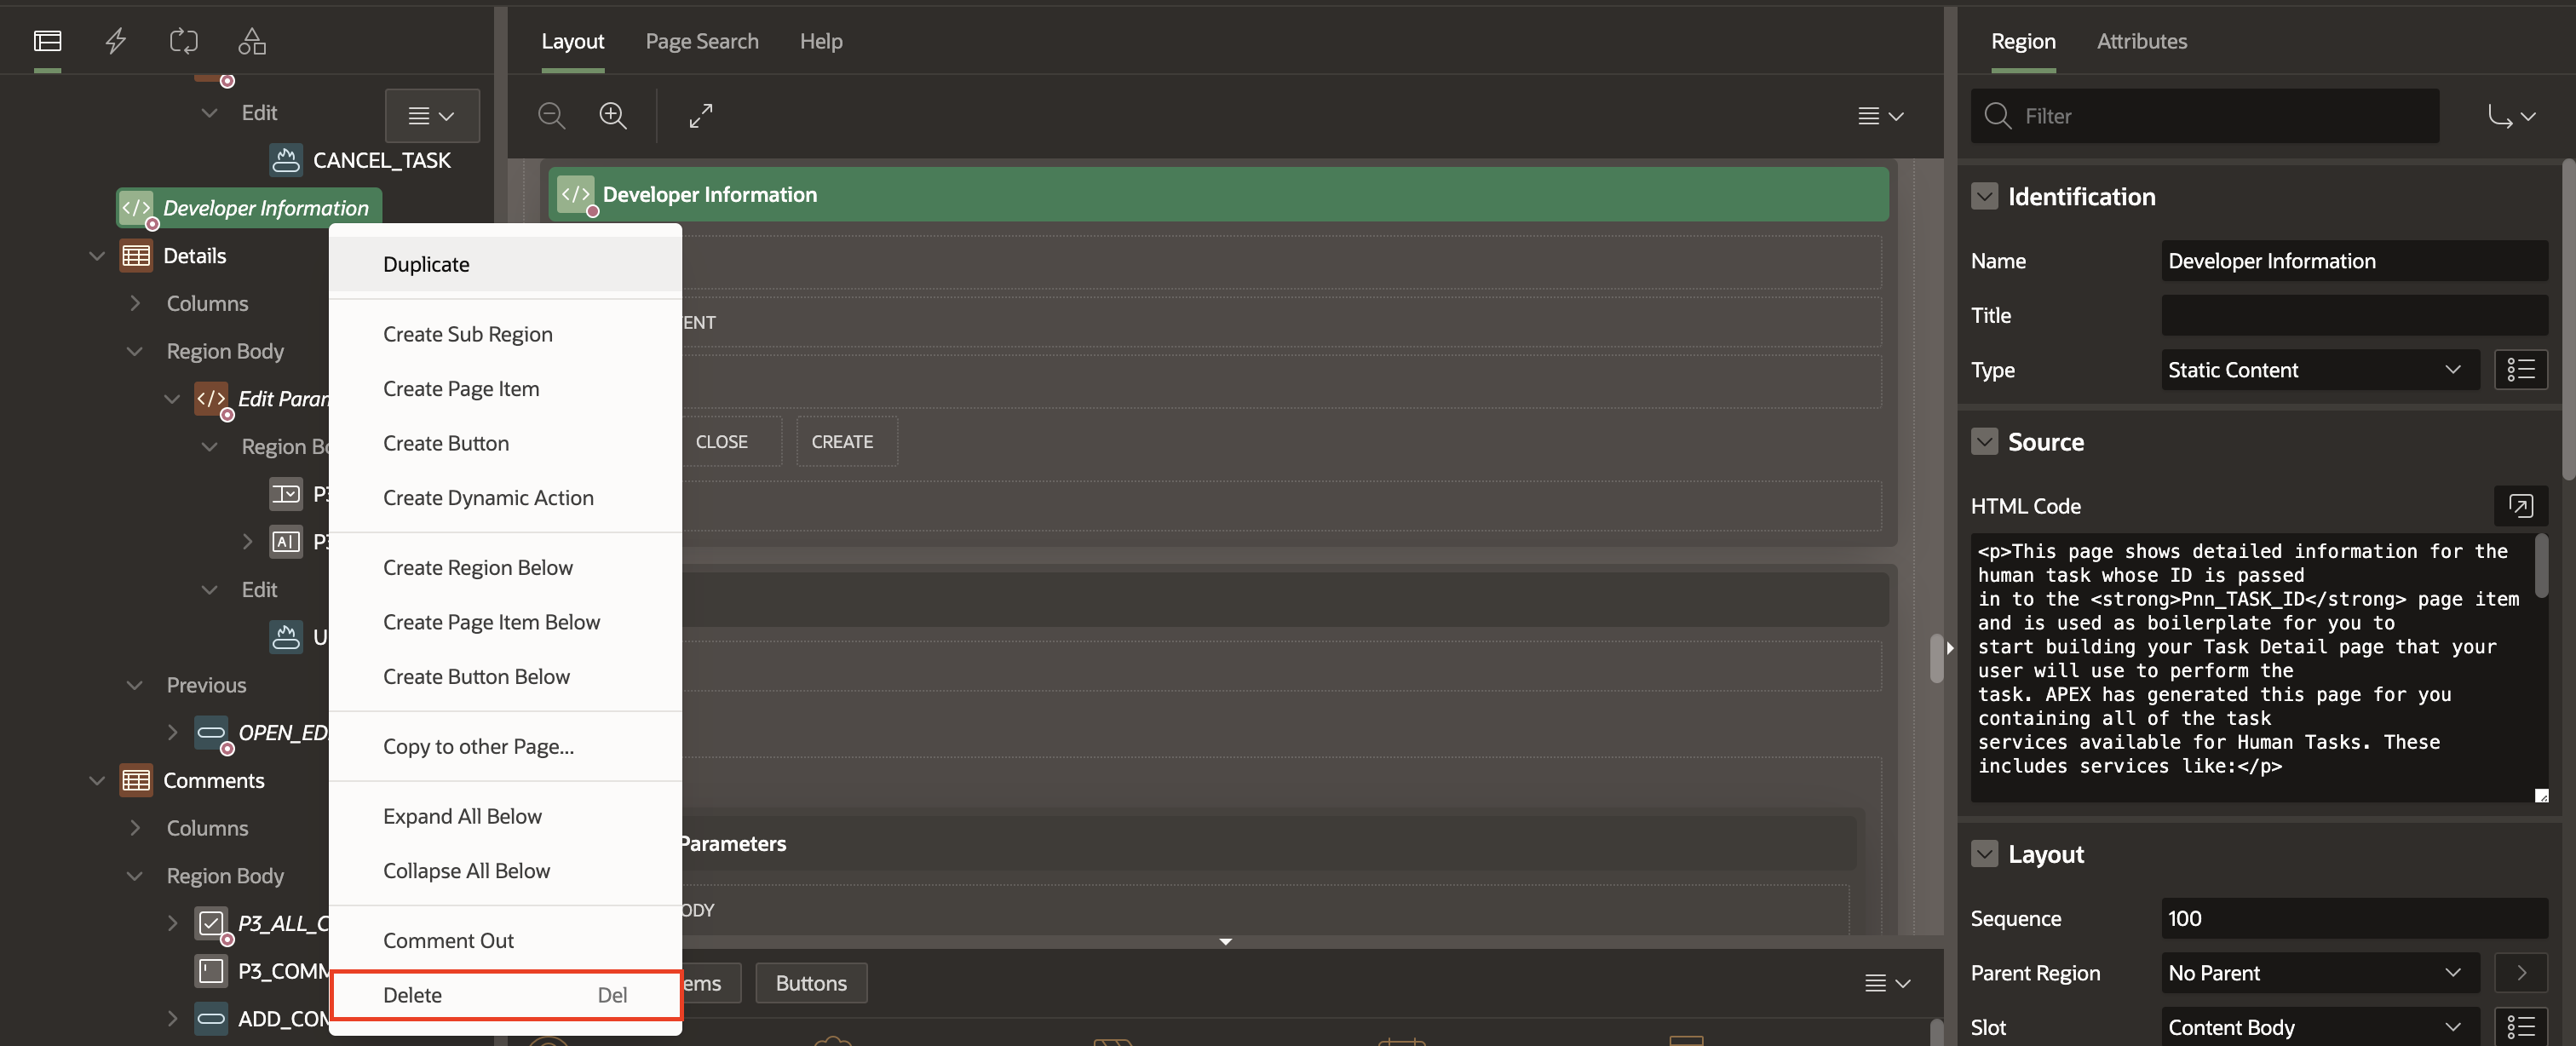 Layout
Page Search
Help
Region
Attributes
Edit
CANCEL_TASK
Developer Information
Details
Columns
Region Body
Edit
Region
P3
P3
Edit
U
Previous
OPEN_ED
Comments
Columns
Region Body
P3_ALL_C
P3_COMM
ADD_COM
Duplicate
Create Sub Region
Create Page Item
Create Button
Create Dynamic Action
Create Region Below
Create Page Item Below
Create Button Below
Copy to other Page...
Expand All Below
Collapse All Below
Comment Out
Delete Del
Developer Information
ENT
CLOSE
CREATE
Parameters
ODY
ems
Buttons
Filter
Identification
Name Developer Information
Title
Type Static Content
Source
HTML Code
<p>This page shows detailed information for the
human task whose ID is passed
in to the <strong>Pnn_TASK_ID</strong> page item
and is used as boilerplate for you to
start building your Task Detail page that your
user will use to perform the
task. APEX has generated this page for you
containing all of the task
services available for Human Tasks. These
includes services like:</p>
Layout
Sequence 100
Parent Region No Parent
Slot Content Body